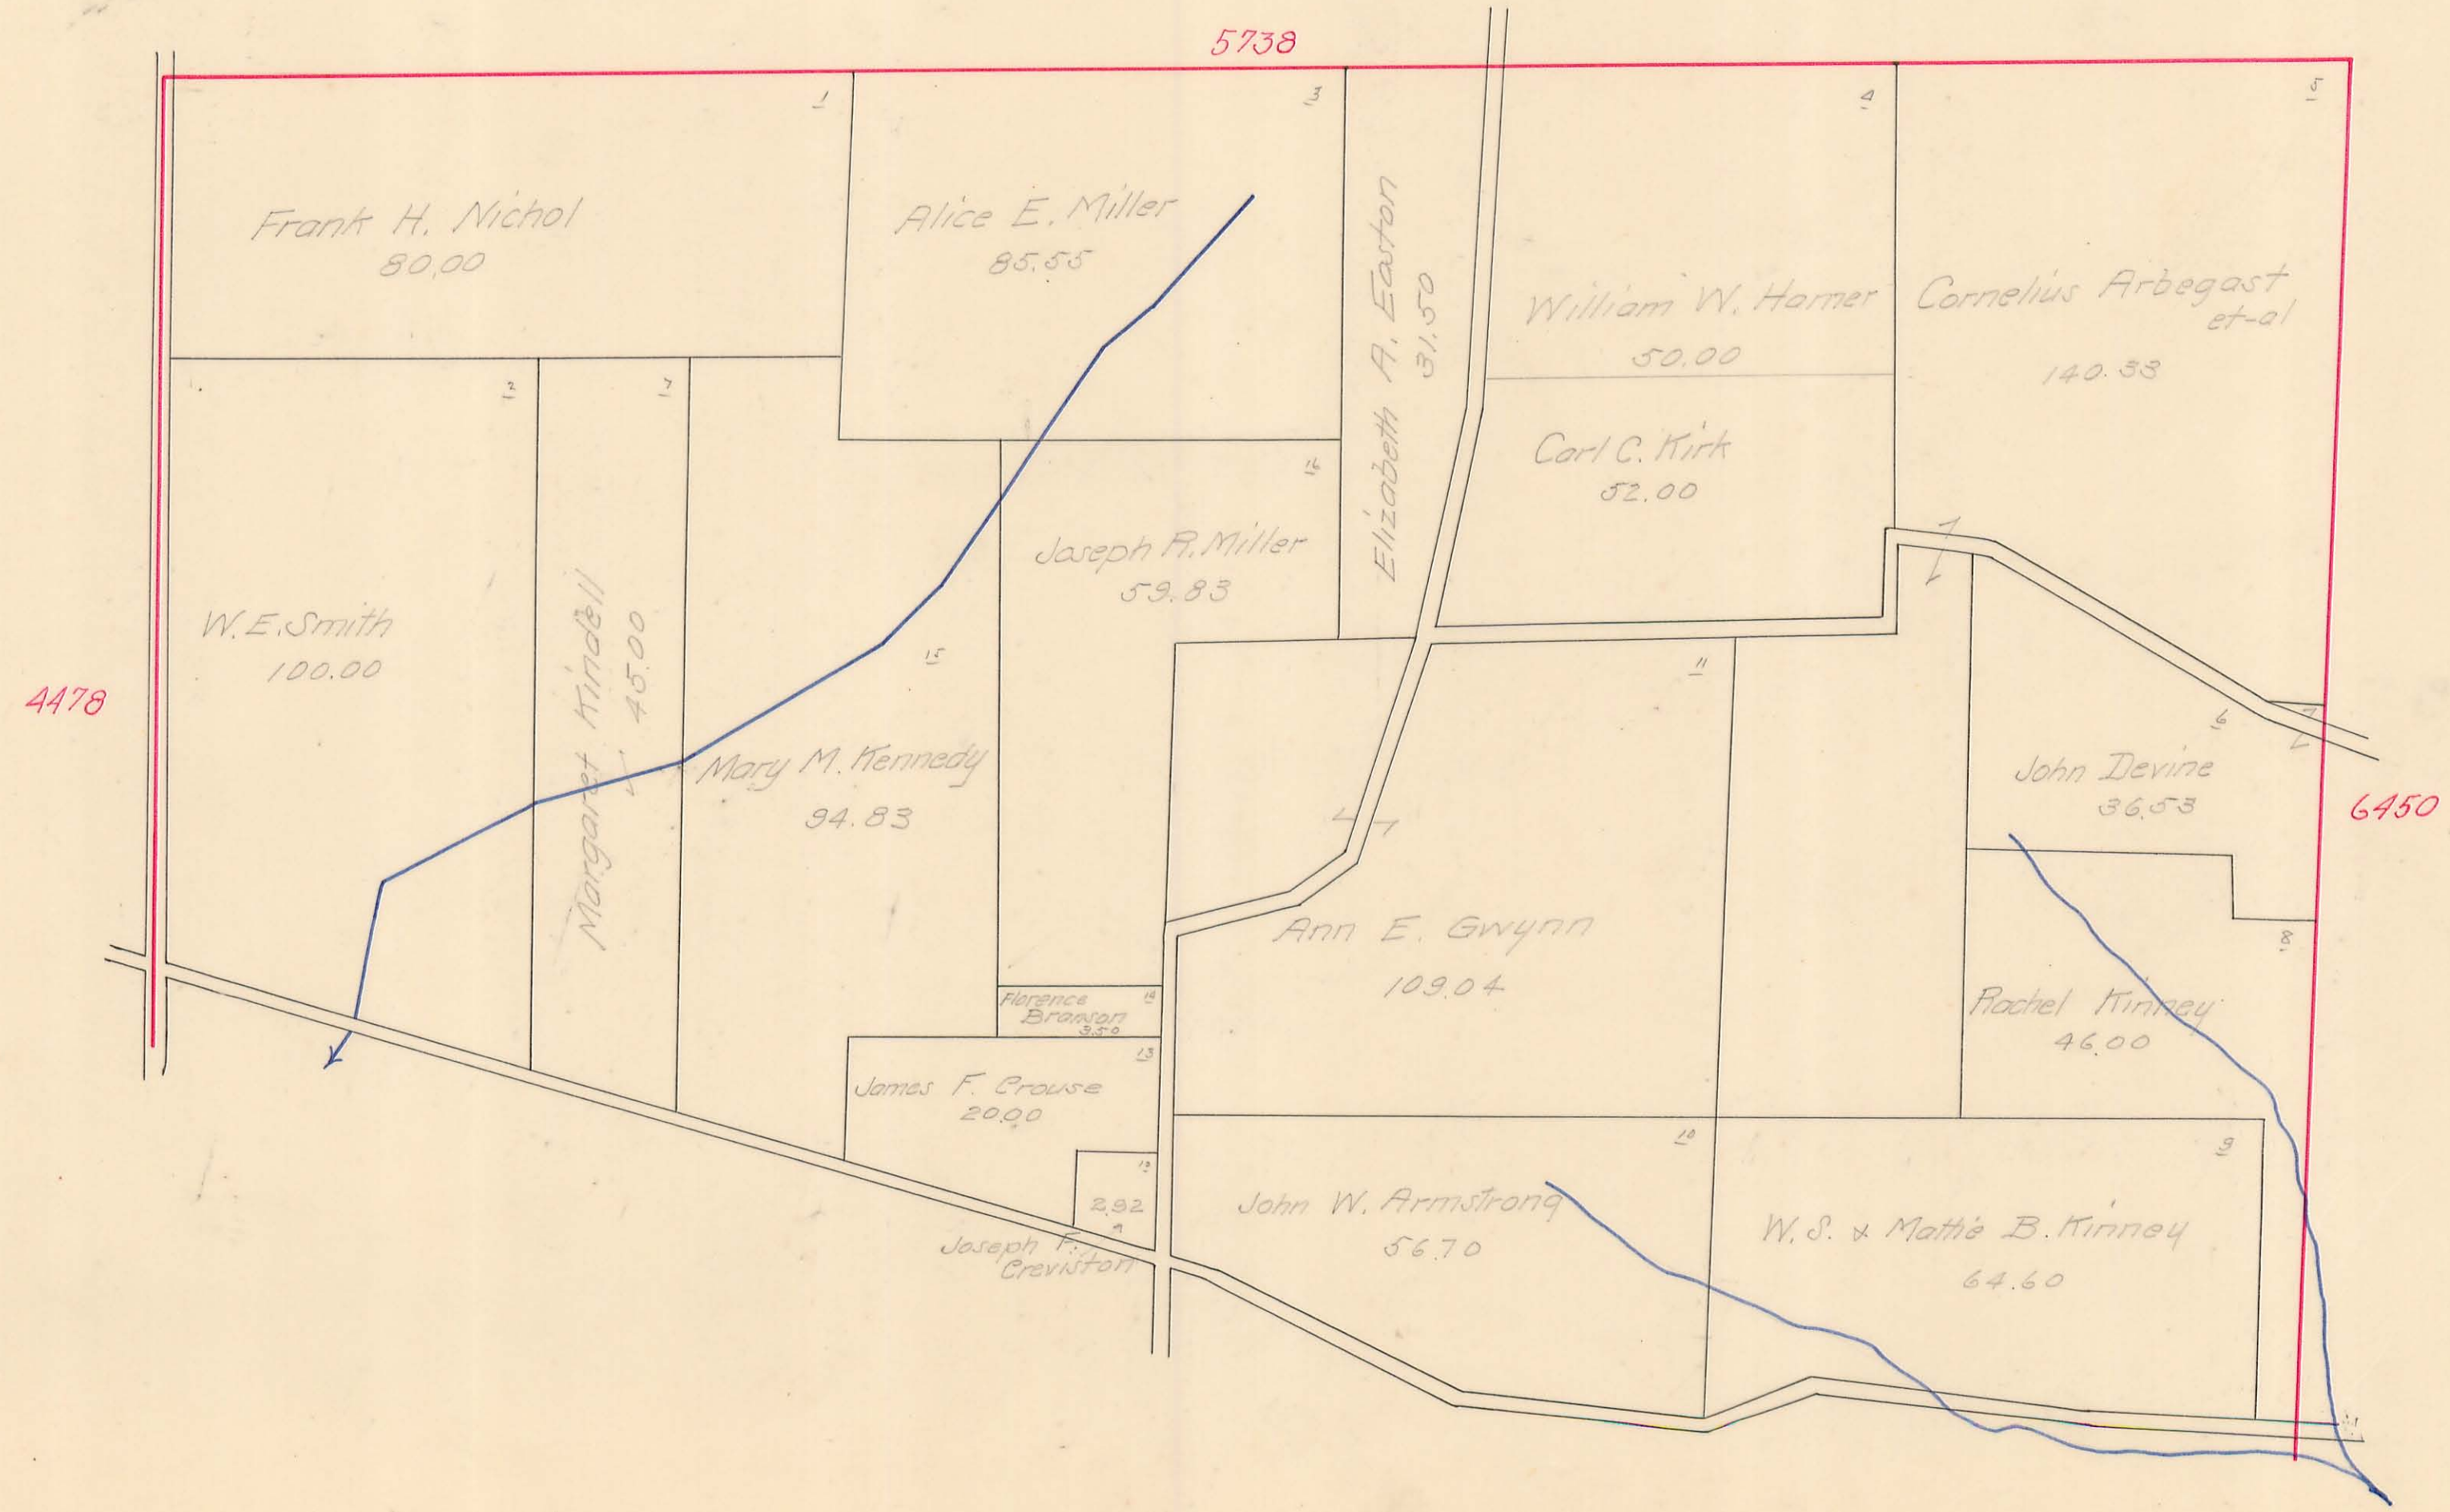 5738
1
3
4
5
Frank H. Nichol
80.00
Alice E. Miller
85.55
Elizabeth A. Easton
31.50
William W. Hamer
50.00
Cornelius Arbegast
et-al
140.33
2
7
Carl C. Kirk
52.00
16
Joseph R. Miller
59.83
W.E. Smith
100.00
Margaret Kindell
45.00
15
11
4478
Mary M. Kennedy
94.83
6
John Devine
36.53
6450
Ann E. Gwynn
109.04
8
Rachel Kinney
46.00
Florence
Branson
3.50
14
13
James F. Crouse
20.00
12
2.92
Joseph F.
Creviston
10
John W. Armstrong
56.70
9
W. S. & Mattie B. Kinney
64.60